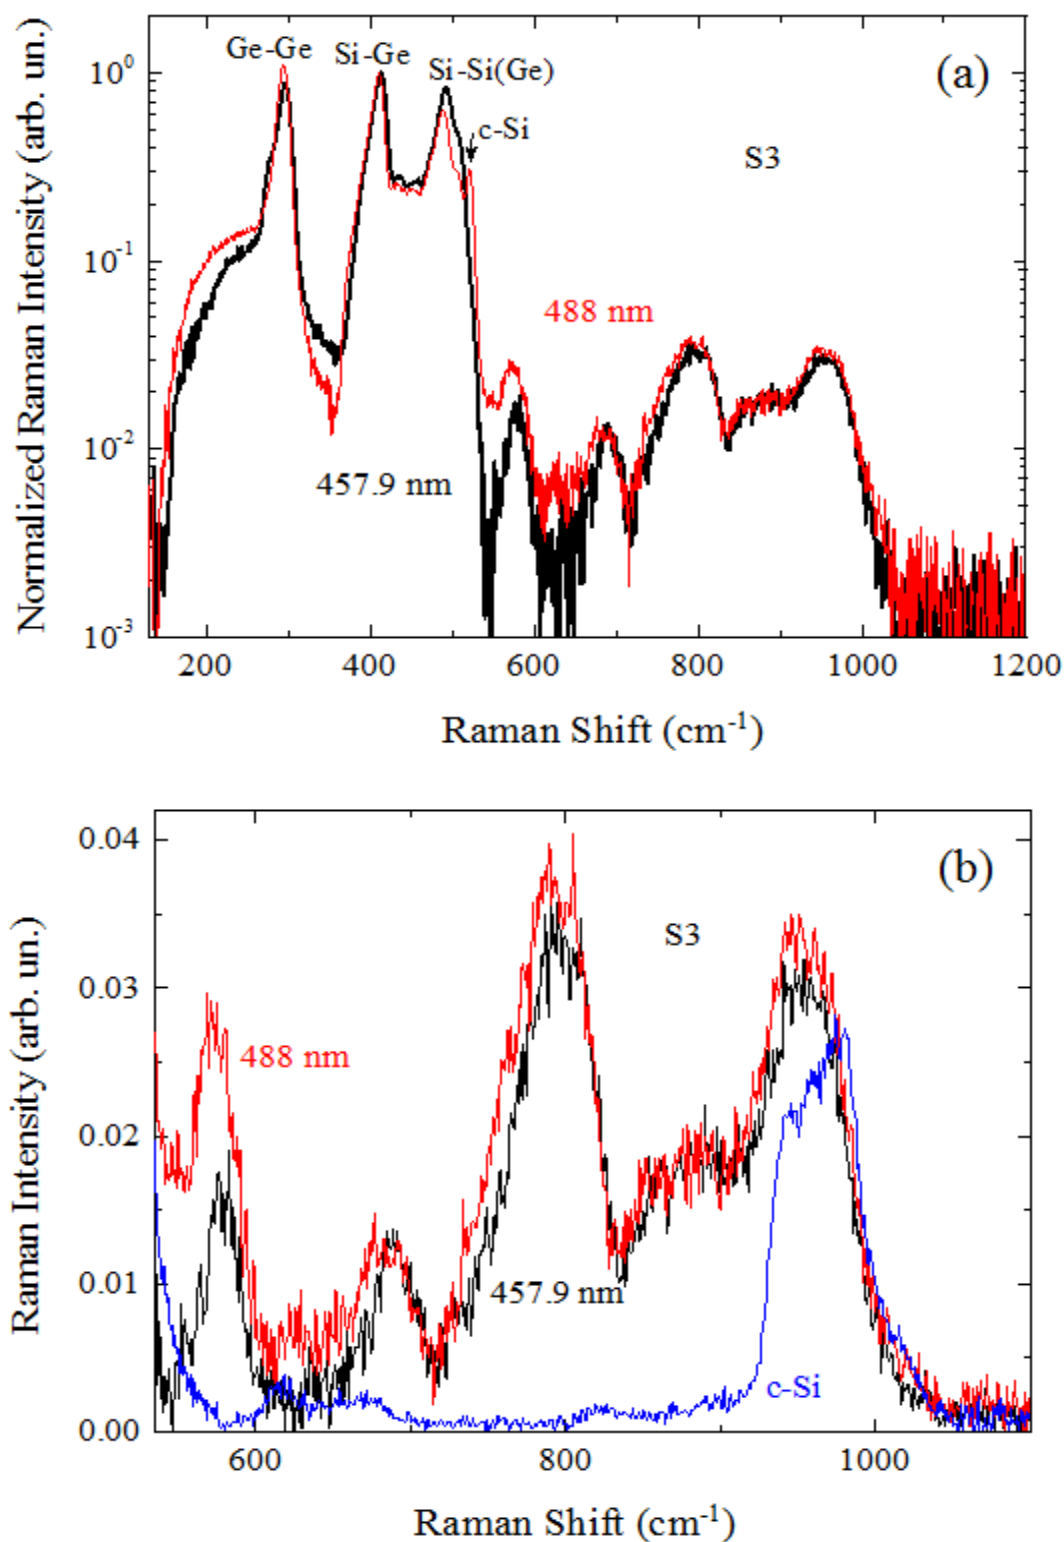 Ge-Ge
Si-Ge
Si-Si(Ge)
(a)
c-Si
S3
488 nm
457.9 nm
10⁰
10⁻¹
10⁻²
10⁻³
Normalized Raman Intensity (arb. un.)
200 400 600 800 1000 1200
Raman Shift (cm⁻¹)
(b)
S3
488 nm
457.9 nm
c-Si
0.04
0.03
0.02
0.01
0.00
Raman Intensity (arb. un.)
600 800 1000
Raman Shift (cm⁻¹)